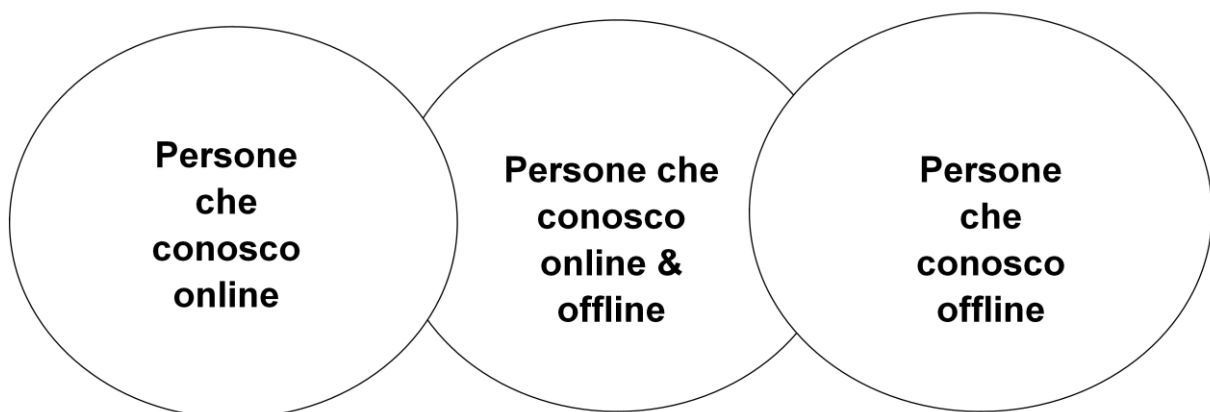 Persone
che
conosco
online
Persone che
conosco
online &
offline
Persone
che
conosco
offline